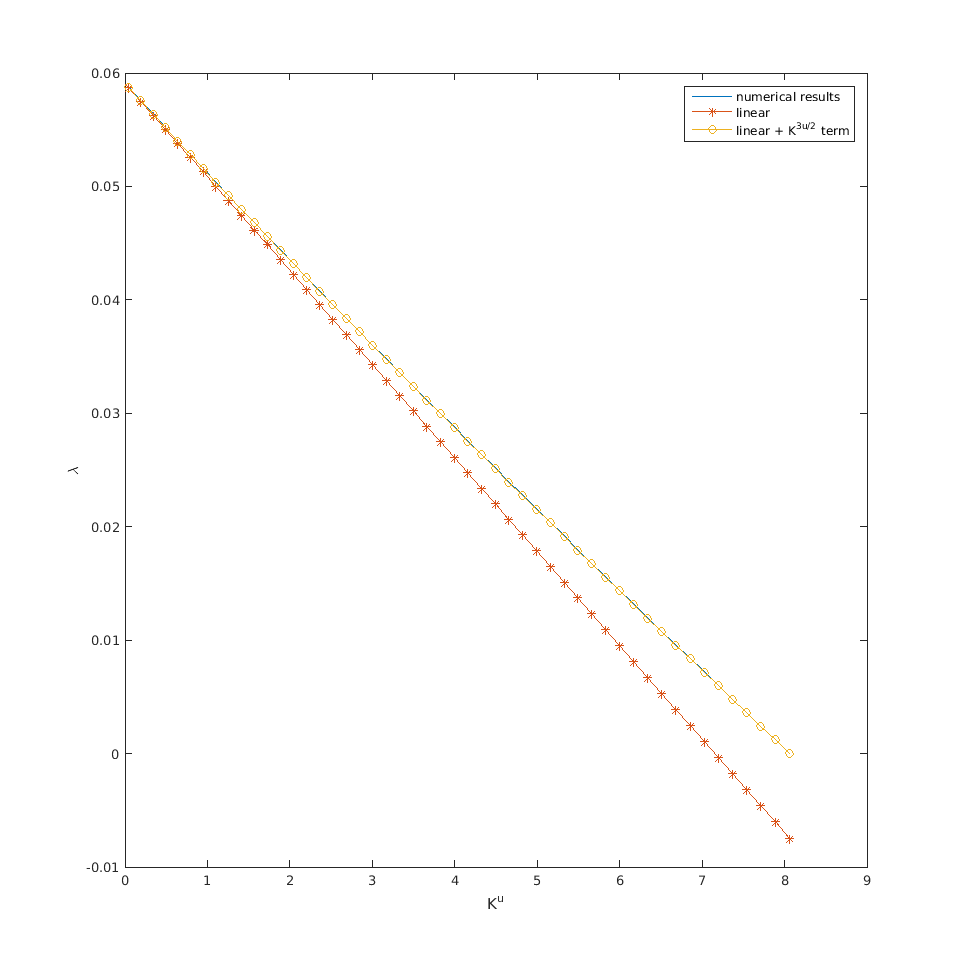 0.06
0.05
0.04
0.03
0.02
0.01
0
-0.01
λ
0 1 2 3 4 5 6 7 8 9
K^u
numerical results
linear
linear + K^{3u/2} term